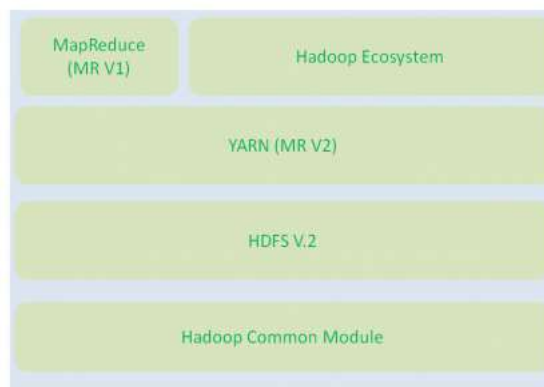 MapReduce
(MR V1)
Hadoop Ecosystem
YARN (MR V2)
HDFS V.2
Hadoop Common Module